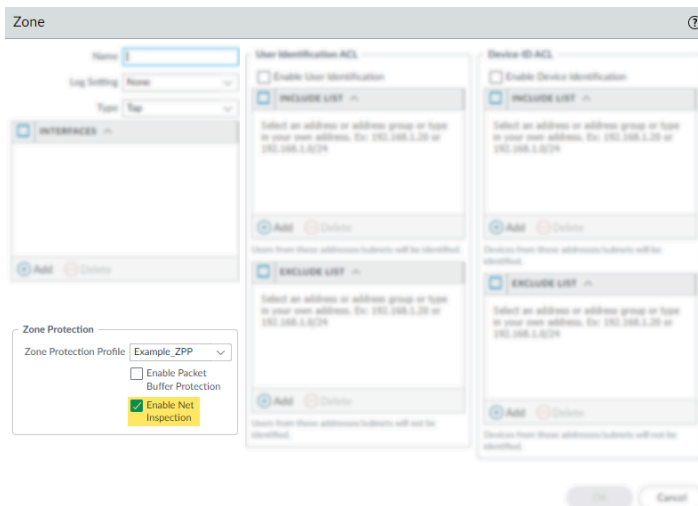 Zone
Name
Log Setting None
Type Tap
INTERFACES
Add Delete
Zone Protection
Zone Protection Profile Example_ZPP
Enable Packet
Buffer Protection
Enable Net
Inspection
User Identification ACL
Enable User Identification
INCLUDE LIST
Select an address or address group or type
in your own address. Ex: 192.168.1.20 or
192.168.1.0/24
Add Delete
Users from these addresses/subnets will be identified.
EXCLUDE LIST
Select an address or address group or type
in your own address. Ex: 192.168.1.20 or
192.168.1.0/24
Add Delete
Users from these addresses/subnets will not be
identified.
Device-ID ACL
Enable Device Identification
INCLUDE LIST
Select an address or address group or type
in your own address. Ex: 192.168.1.20 or
192.168.1.0/24
Add Delete
Devices from these addresses/subnets will be
identified.
EXCLUDE LIST
Select an address or address group or type
in your own address. Ex: 192.168.1.20 or
192.168.1.0/24
Add Delete
Devices from these addresses/subnets will not be
identified.
OK Cancel